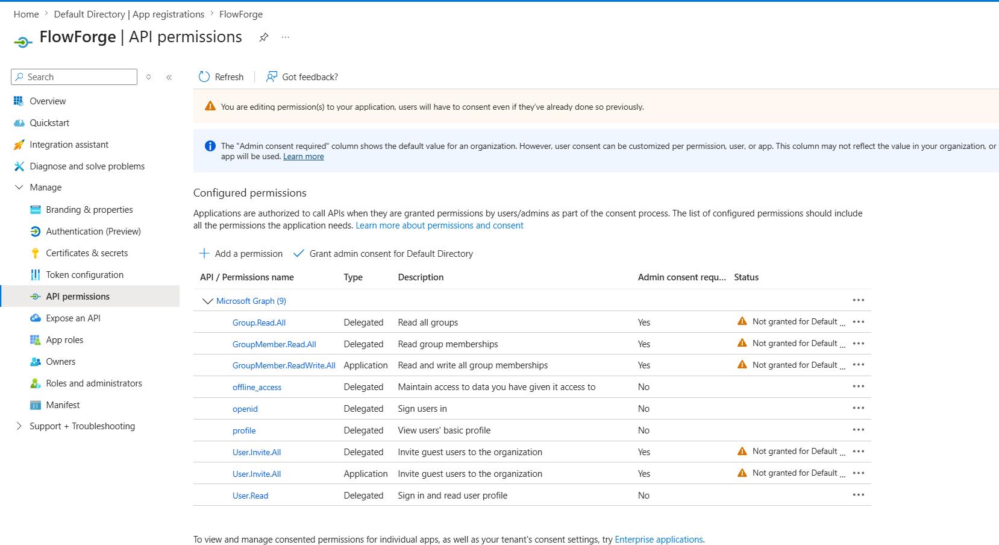 Home > Default Directory | App registrations > FlowForge
FlowForge | API permissions
Search
Refresh
Got feedback?
Overview
Quickstart
Integration assistant
Diagnose and solve problems
Manage
Branding & properties
Authentication (Preview)
Certificates & secrets
Token configuration
API permissions
Expose an API
App roles
Owners
Roles and administrators
Manifest
Support + Troubleshooting
You are editing permission(s) to your application, users will have to consent even if they've already done so previously.
The "Admin consent required" column shows the default value for an organization. However, user consent can be customized per permission, user, or app. This column may not reflect the value in your organization, or
app will be used. Learn more
Configured permissions
Applications are authorized to call APIs when they are granted permissions by users/admins as part of the consent process. The list of configured permissions should include
all the permissions the application needs. Learn more about permissions and consent
Add a permission
Grant admin consent for Default Directory
API / Permissions name Type Description Admin consent requ... Status
Microsoft Graph (9)
Group.Read.All Delegated Read all groups Yes Not granted for Default ...
GroupMember.Read.All Delegated Read group memberships Yes Not granted for Default ...
GroupMember.ReadWrite.All Application Read and write all group memberships Yes Not granted for Default ...
offline_access Delegated Maintain access to data you have given it access to No
openid Delegated Sign users in No
profile Delegated View users' basic profile No
User.Invite.All Delegated Invite guest users to the organization Yes Not granted for Default ...
User.Invite.All Application Invite guest users to the organization Yes Not granted for Default ...
User.Read Delegated Sign in and read user profile No
To view and manage consented permissions for individual apps, as well as your tenant's consent settings, try Enterprise applications.